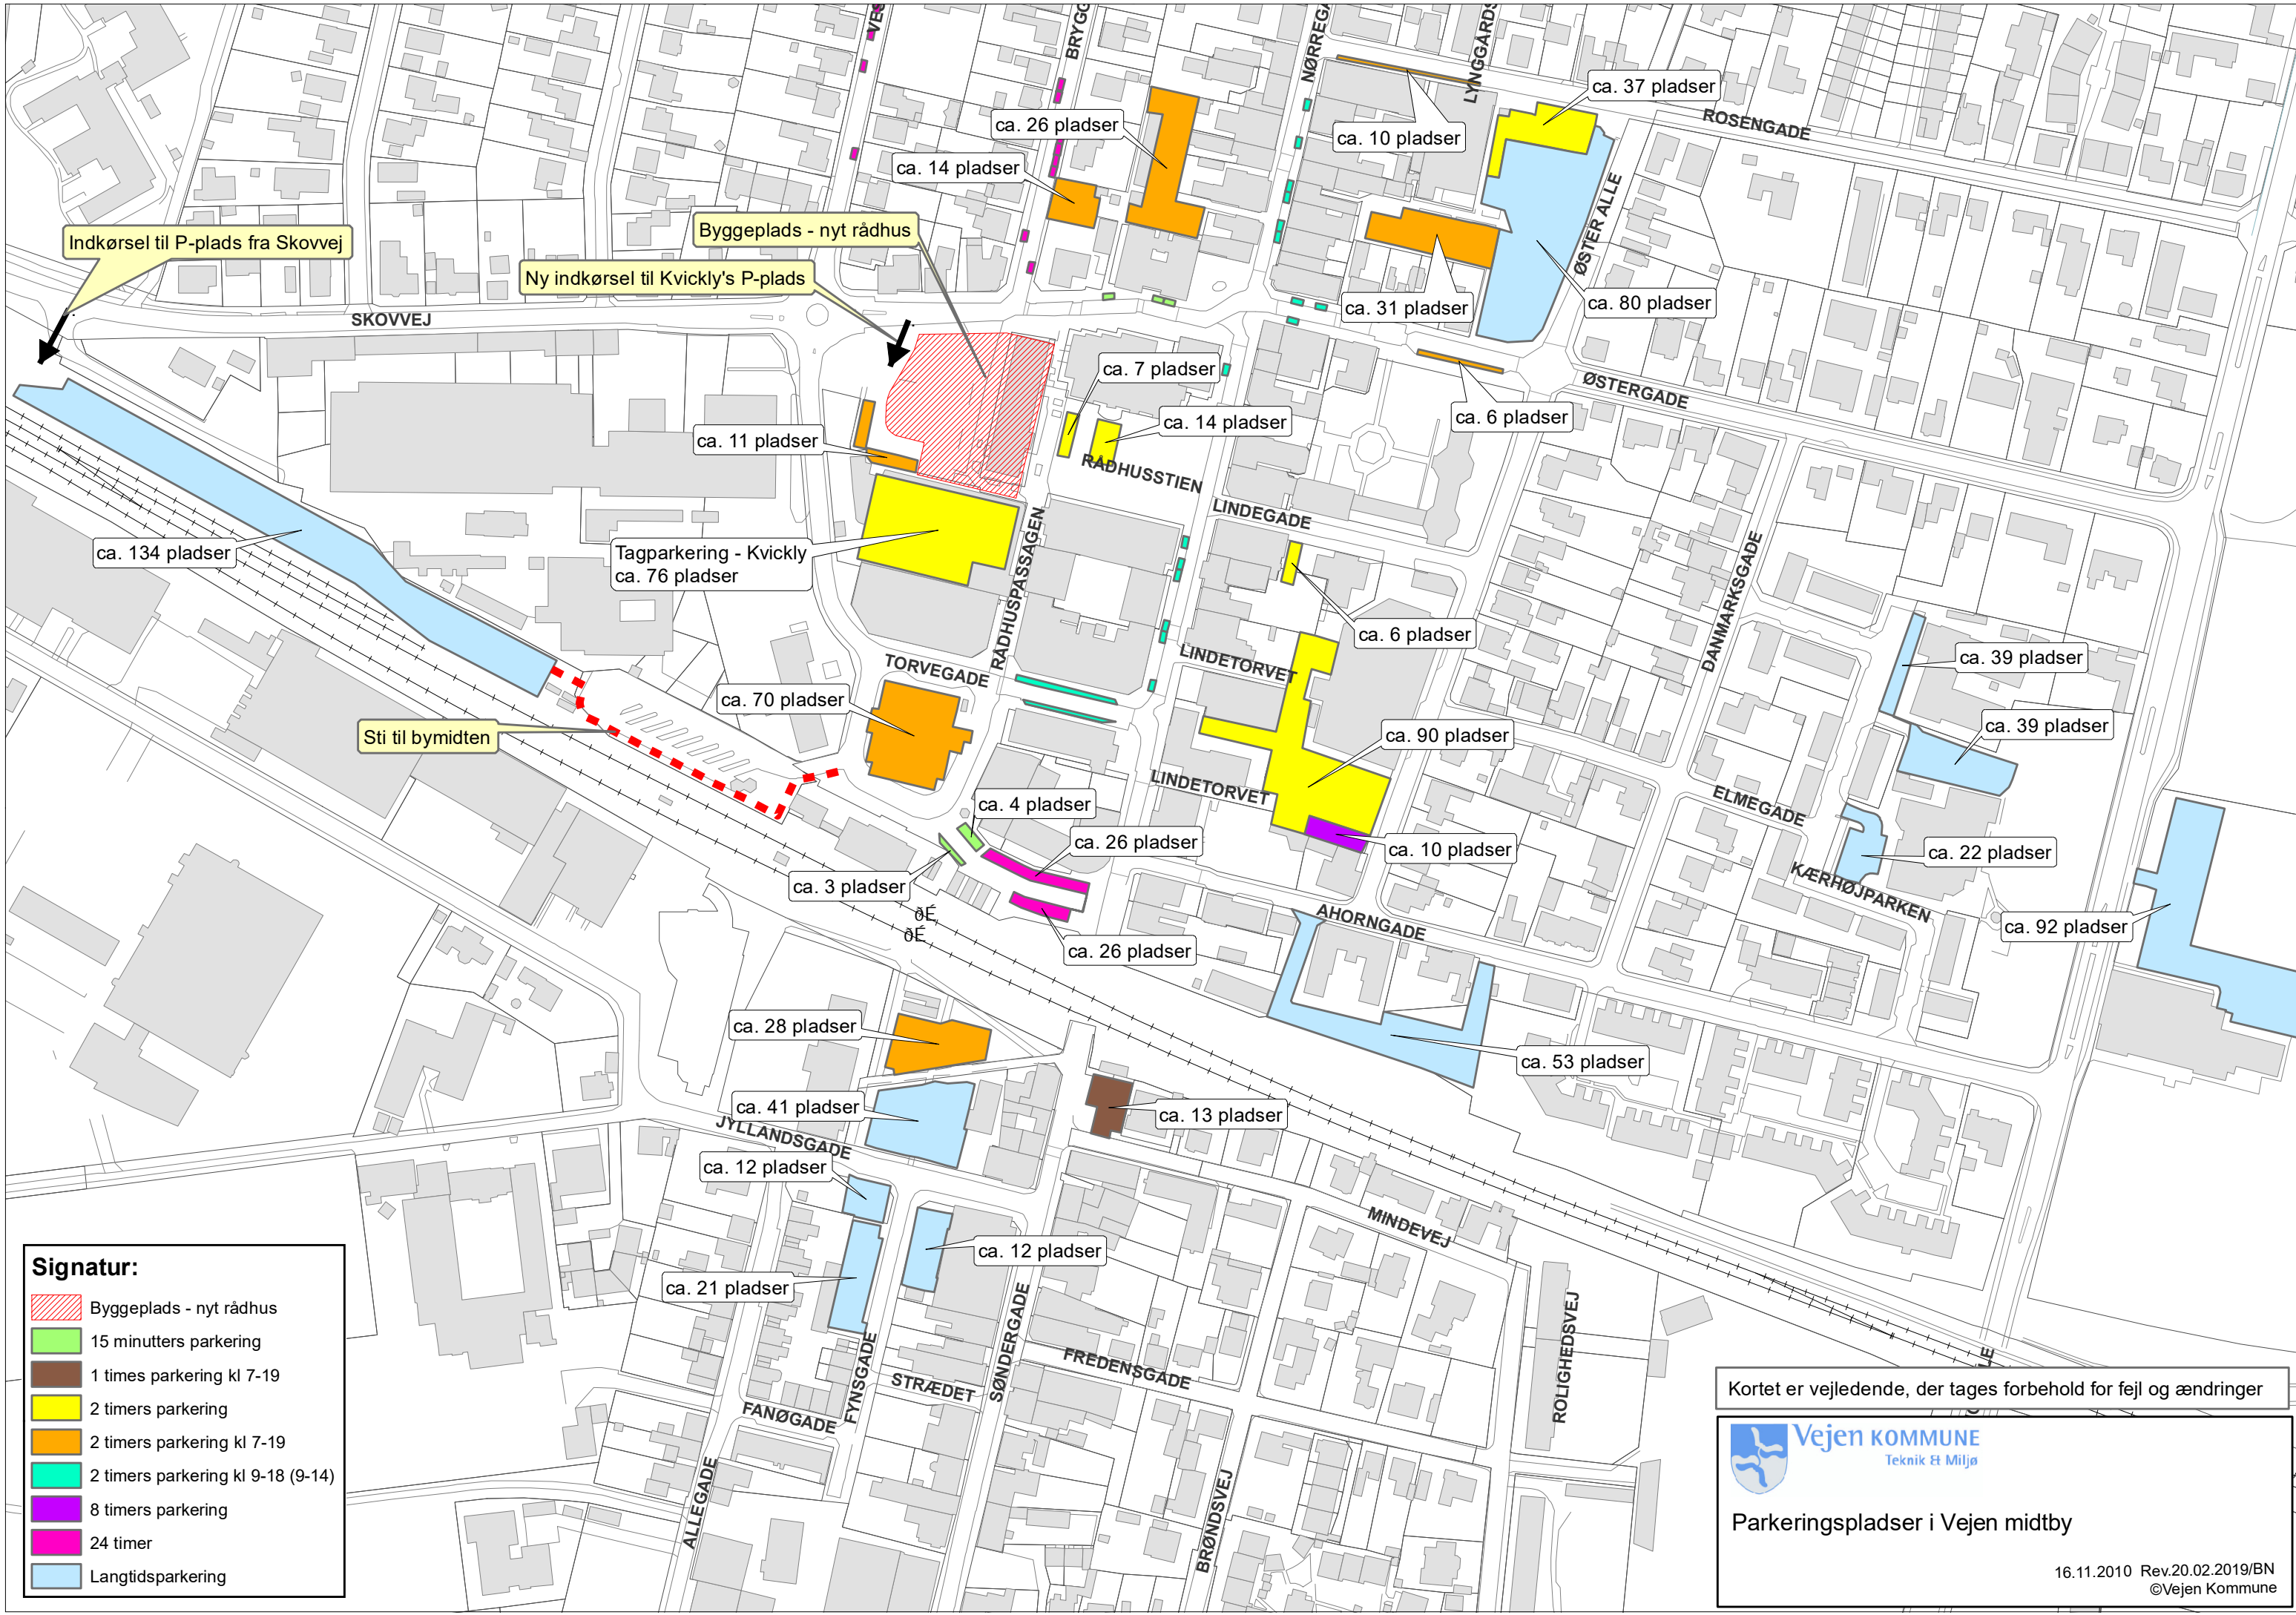 ca. 37 pladser
ca. 26 pladser
ca. 10 pladser
ca. 14 pladser
ROSENGADE
BRYGG
NØRREGA
LYNGGÅRDS
ØSTER ALLE
Indkørsel til P-plads fra Skovvej
Byggeplads - nyt rådhus
Ny indkørsel til Kvickly's P-plads
ca. 31 pladser
ca. 80 pladser
SKOVVEJ
ca. 7 pladser
ca. 14 pladser
ca. 6 pladser
ØSTERGADE
ca. 11 pladser
RÅDHUSSTIEN
LINDEGADE
ca. 134 pladser
Tagparkering - Kvickly
ca. 76 pladser
RÅDHUSPASSAGEN
DANMARKSGADE
ca. 6 pladser
LINDETORVET
TORVEGADE
ca. 39 pladser
ca. 70 pladser
Sti til bymidten
ca. 90 pladser
ca. 39 pladser
LINDETORVET
ELMEGADE
ca. 4 pladser
ca. 26 pladser
ca. 10 pladser
ca. 22 pladser
ca. 3 pladser
KÆRHØJPARKEN
ðÉ
ðÉ
AHORNGADE
ca. 92 pladser
ca. 26 pladser
ca. 28 pladser
ca. 53 pladser
ca. 41 pladser
ca. 13 pladser
JYLLANDSGADE
ca. 12 pladser
MINDEVEJ
ca. 12 pladser
ca. 21 pladser
SØNDERGADE
ROLIGHEDSVEJ
FREDENSGADE
FYNSGADE
STRÆDET
FANØGADE
ALLEGADE
BRØNDSVEJ
Signatur:
Byggeplads - nyt rådhus
15 minutters parkering
1 times parkering kl 7-19
2 timers parkering
2 timers parkering kl 7-19
2 timers parkering kl 9-18 (9-14)
8 timers parkering
24 timer
Langtidsparkering
Kortet er vejledende, der tages forbehold for fejl og ændringer
Vejen KOMMUNE
Teknik & Miljø
Parkeringspladser i Vejen midtby
16.11.2010 Rev.20.02.2019/BN
©Vejen Kommune